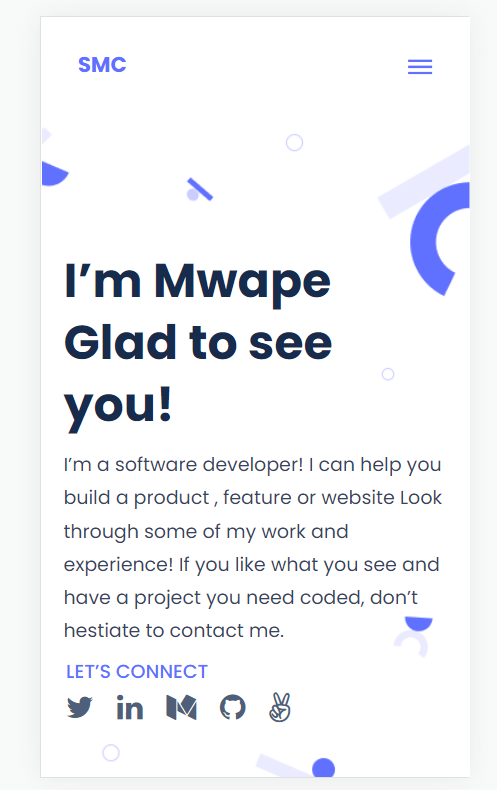 SMC
I’m Mwape
Glad to see
you!
I’m a software developer! I can help you
build a product , feature or website Look
through some of my work and
experience! If you like what you see and
have a project you need coded, don’t
hestiate to contact me.
LET’S CONNECT